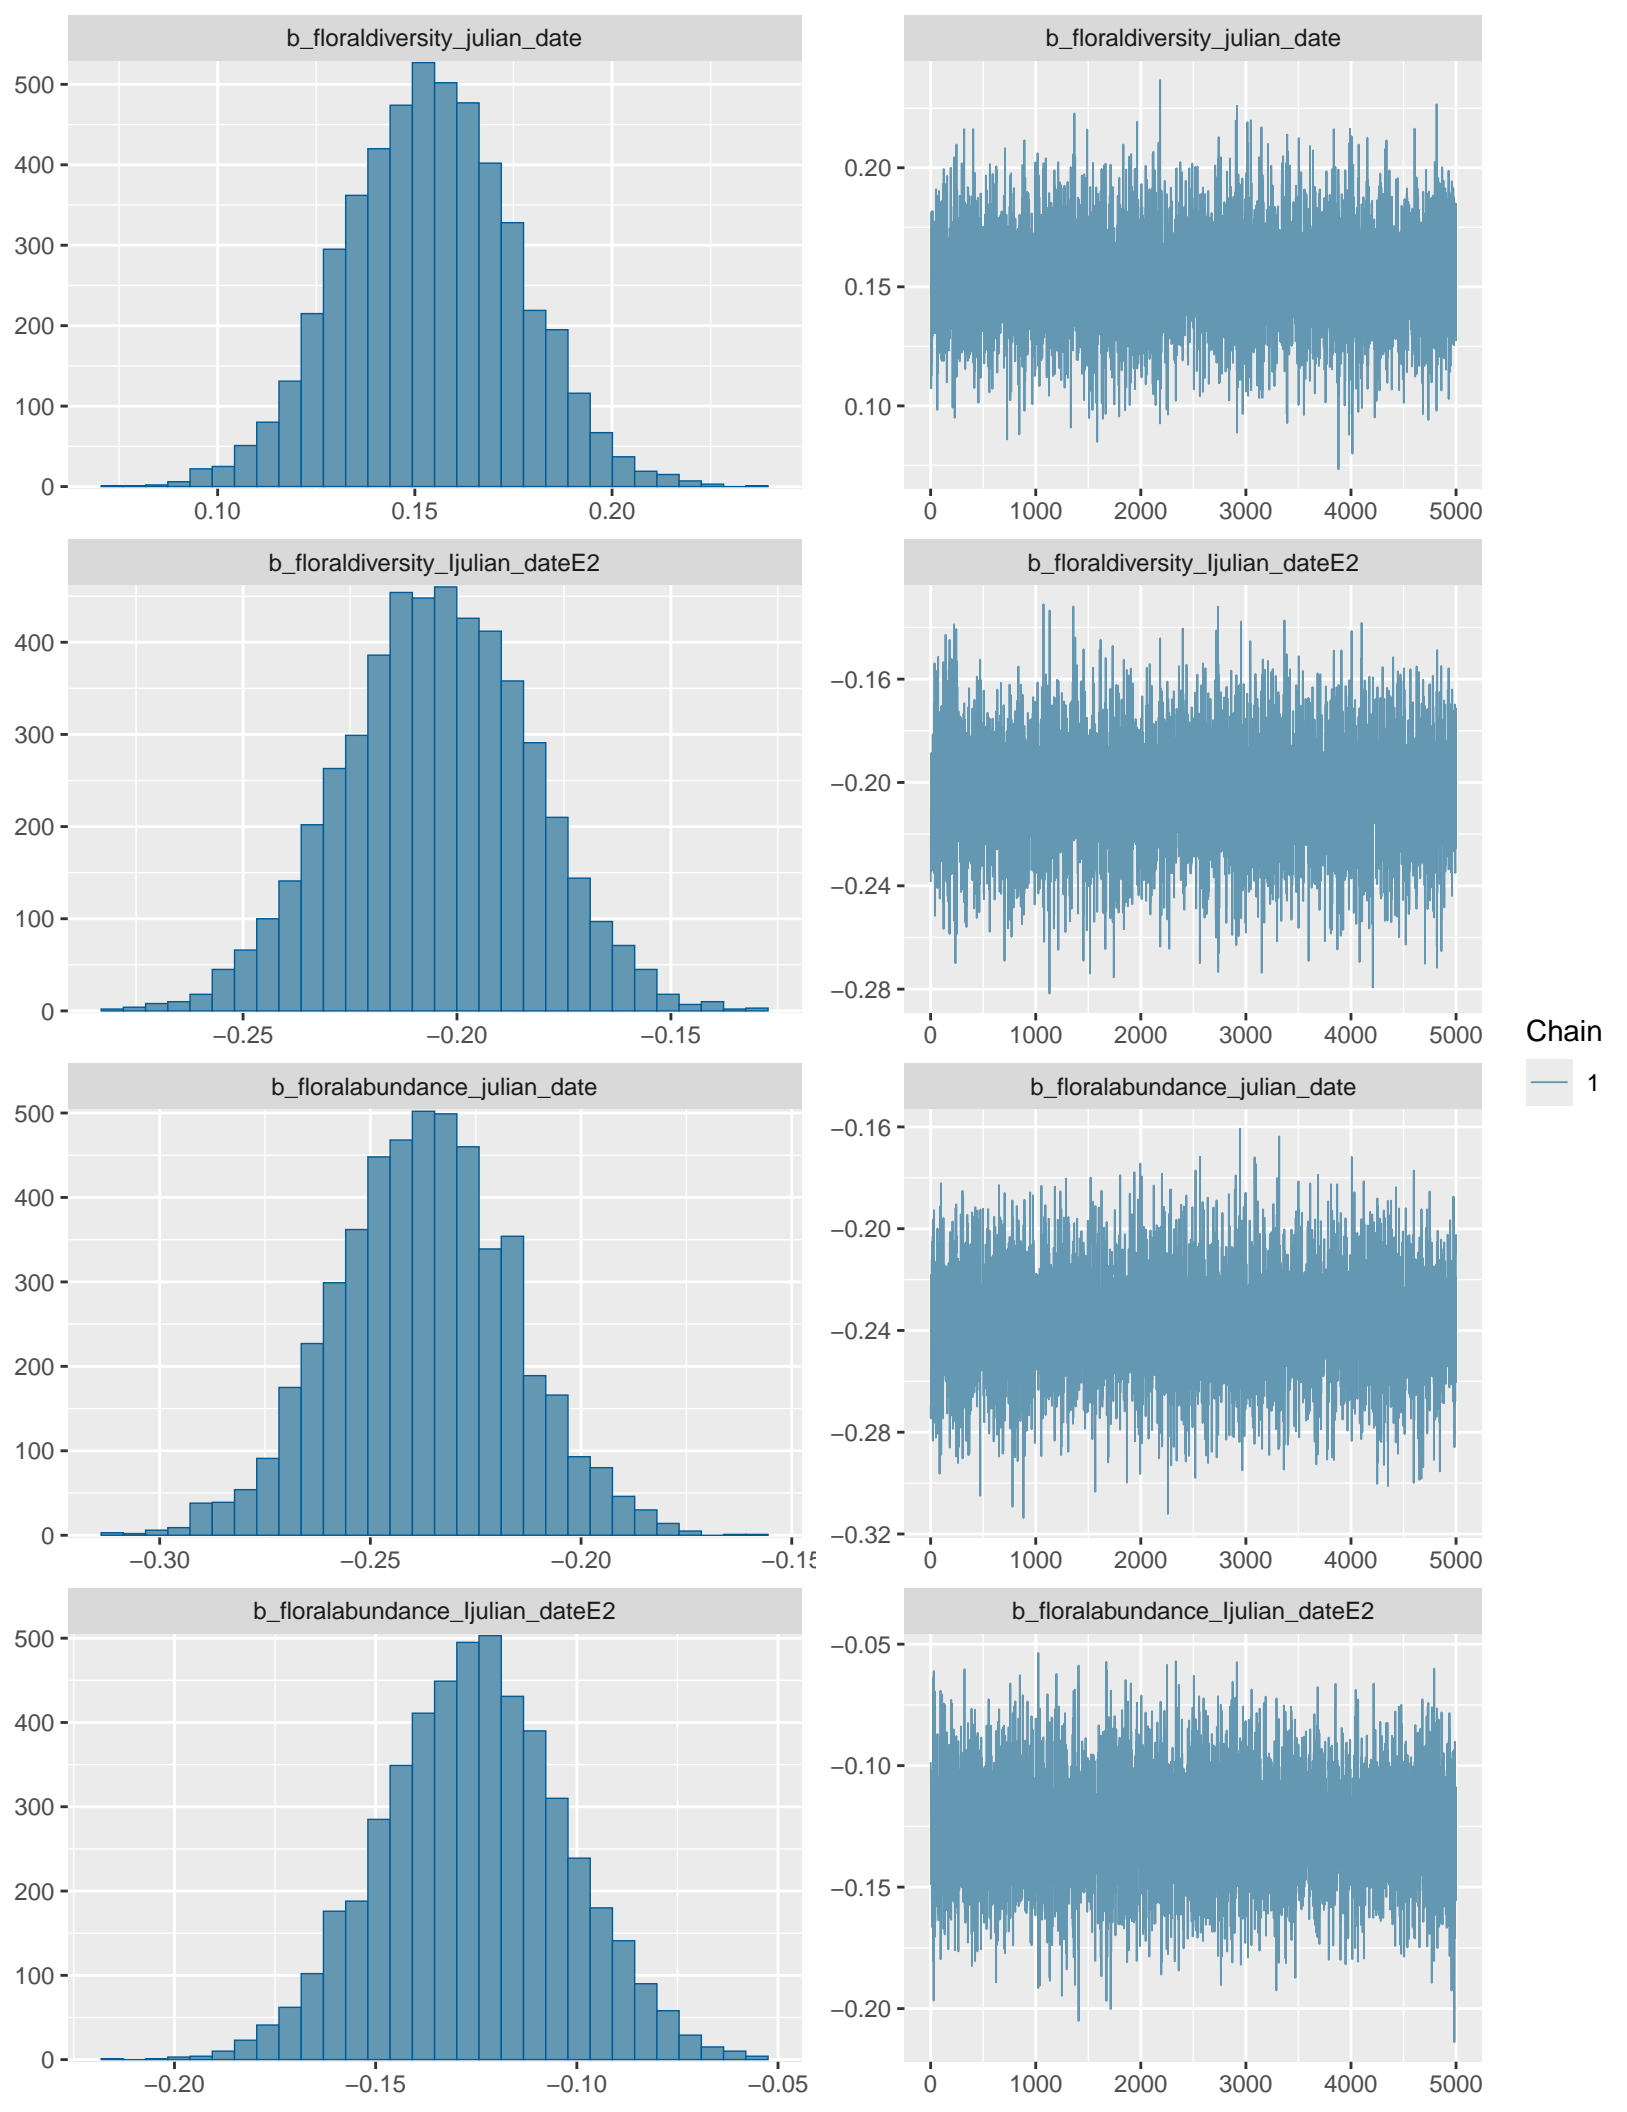 b_floraldiversity_julian_date
500
400
300
200
100
0
0.10 0.15 0.20
b_floraldiversity_julian_date
0.20
0.15
0.10
0 1000 2000 3000 4000 5000
b_floraldiversity_Ijulian_dateE2
400
300
200
100
0
−0.25 −0.20 −0.15
b_floraldiversity_Ijulian_dateE2
−0.16
−0.20
−0.24
−0.28
0 1000 2000 3000 4000 5000
Chain
1
b_floralabundance_julian_date
500
400
300
200
100
0
−0.30 −0.25 −0.20 −0.15
b_floralabundance_julian_date
−0.16
−0.20
−0.24
−0.28
−0.32
0 1000 2000 3000 4000 5000
b_floralabundance_Ijulian_dateE2
500
400
300
200
100
0
−0.20 −0.15 −0.10 −0.05
b_floralabundance_Ijulian_dateE2
−0.05
−0.10
−0.15
−0.20
0 1000 2000 3000 4000 5000